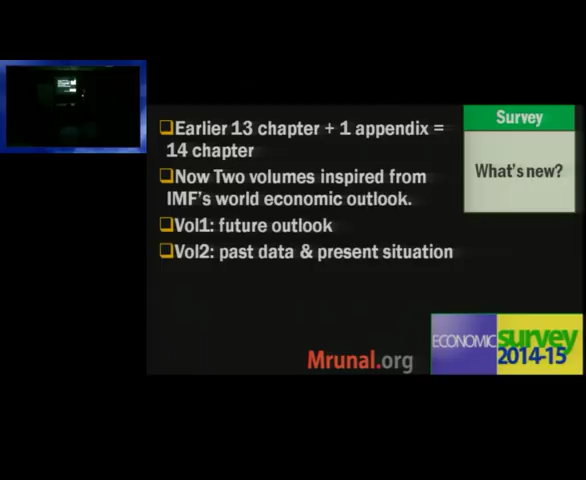 ❑Earlier 13 chapter + 1 appendix =
14 chapter
❑Now Two volumes inspired from
IMF's world economic outlook.
❑Vol1: future outlook
❑Vol2: past data & present situation
Survey
What's new?
Mrunal.org
ECONOMIC survey
2014-15